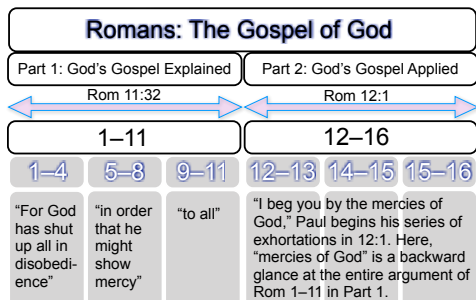 Romans: The Gospel of God
Part 1: God's Gospel Explained
Part 2: God's Gospel Applied
Rom 11:32
Rom 12:1
1–11
12–16
1–4
5–8
9–11
12–13
14–15
15–16
“For God
has shut
up all in
disobedi-
ence”
“in order
that he
might
show
mercy”
“to all”
“I beg you by the mercies of
God,” Paul begins his series of
exhortations in 12:1. Here,
“mercies of God” is a backward
glance at the entire argument of
Rom 1–11 in Part 1.